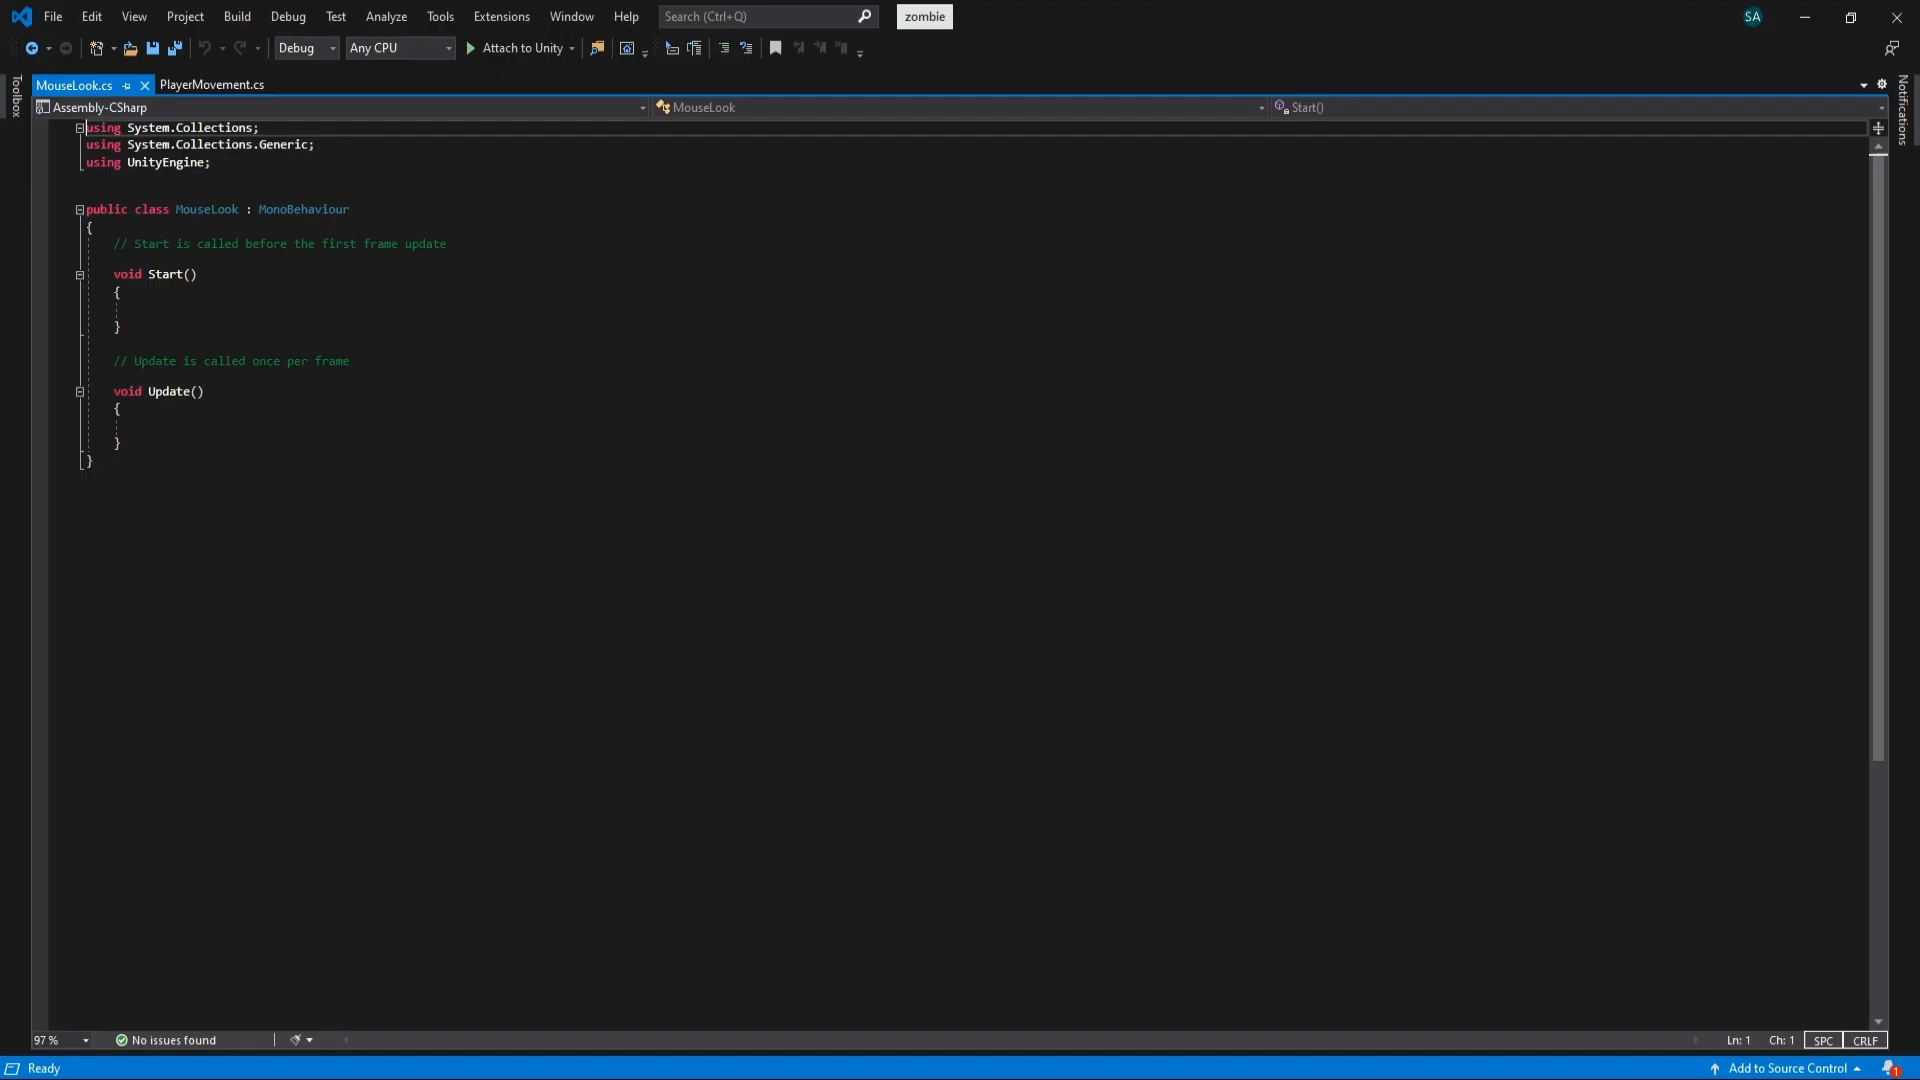 File Edit View Project Build Debug Test Analyze Tools Extensions Window Help Search (Ctrl+Q) zombie SA
Debug Any CPU Attach to Unity
MouseLook.cs PlayerMovement.cs
Toolbox
Notifications
Assembly-CSharp MouseLook Start()
using System.Collections;
using System.Collections.Generic;
using UnityEngine;
public class MouseLook : MonoBehaviour
{
// Start is called before the first frame update
void Start()
{
}
// Update is called once per frame
void Update()
{
}
}
97 % No issues found Ln: 1 Ch: 1 SPC CRLF
Ready Add to Source Control 1